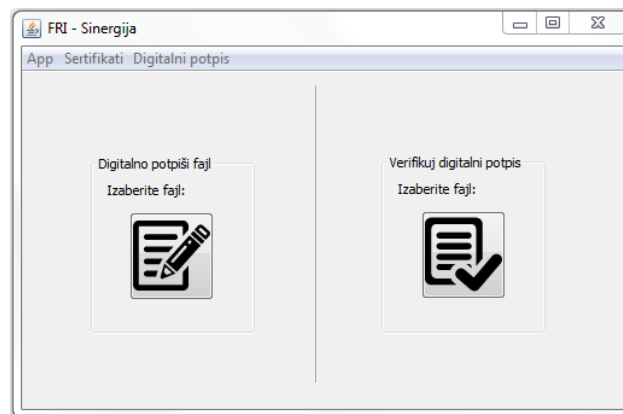 FRI - Sinergija
App Sertifikati Digitalni potpis
Digitalno potpiši fajl
Izaberite fajl:
Verifikuj digitalni potpis
Izaberite fajl: